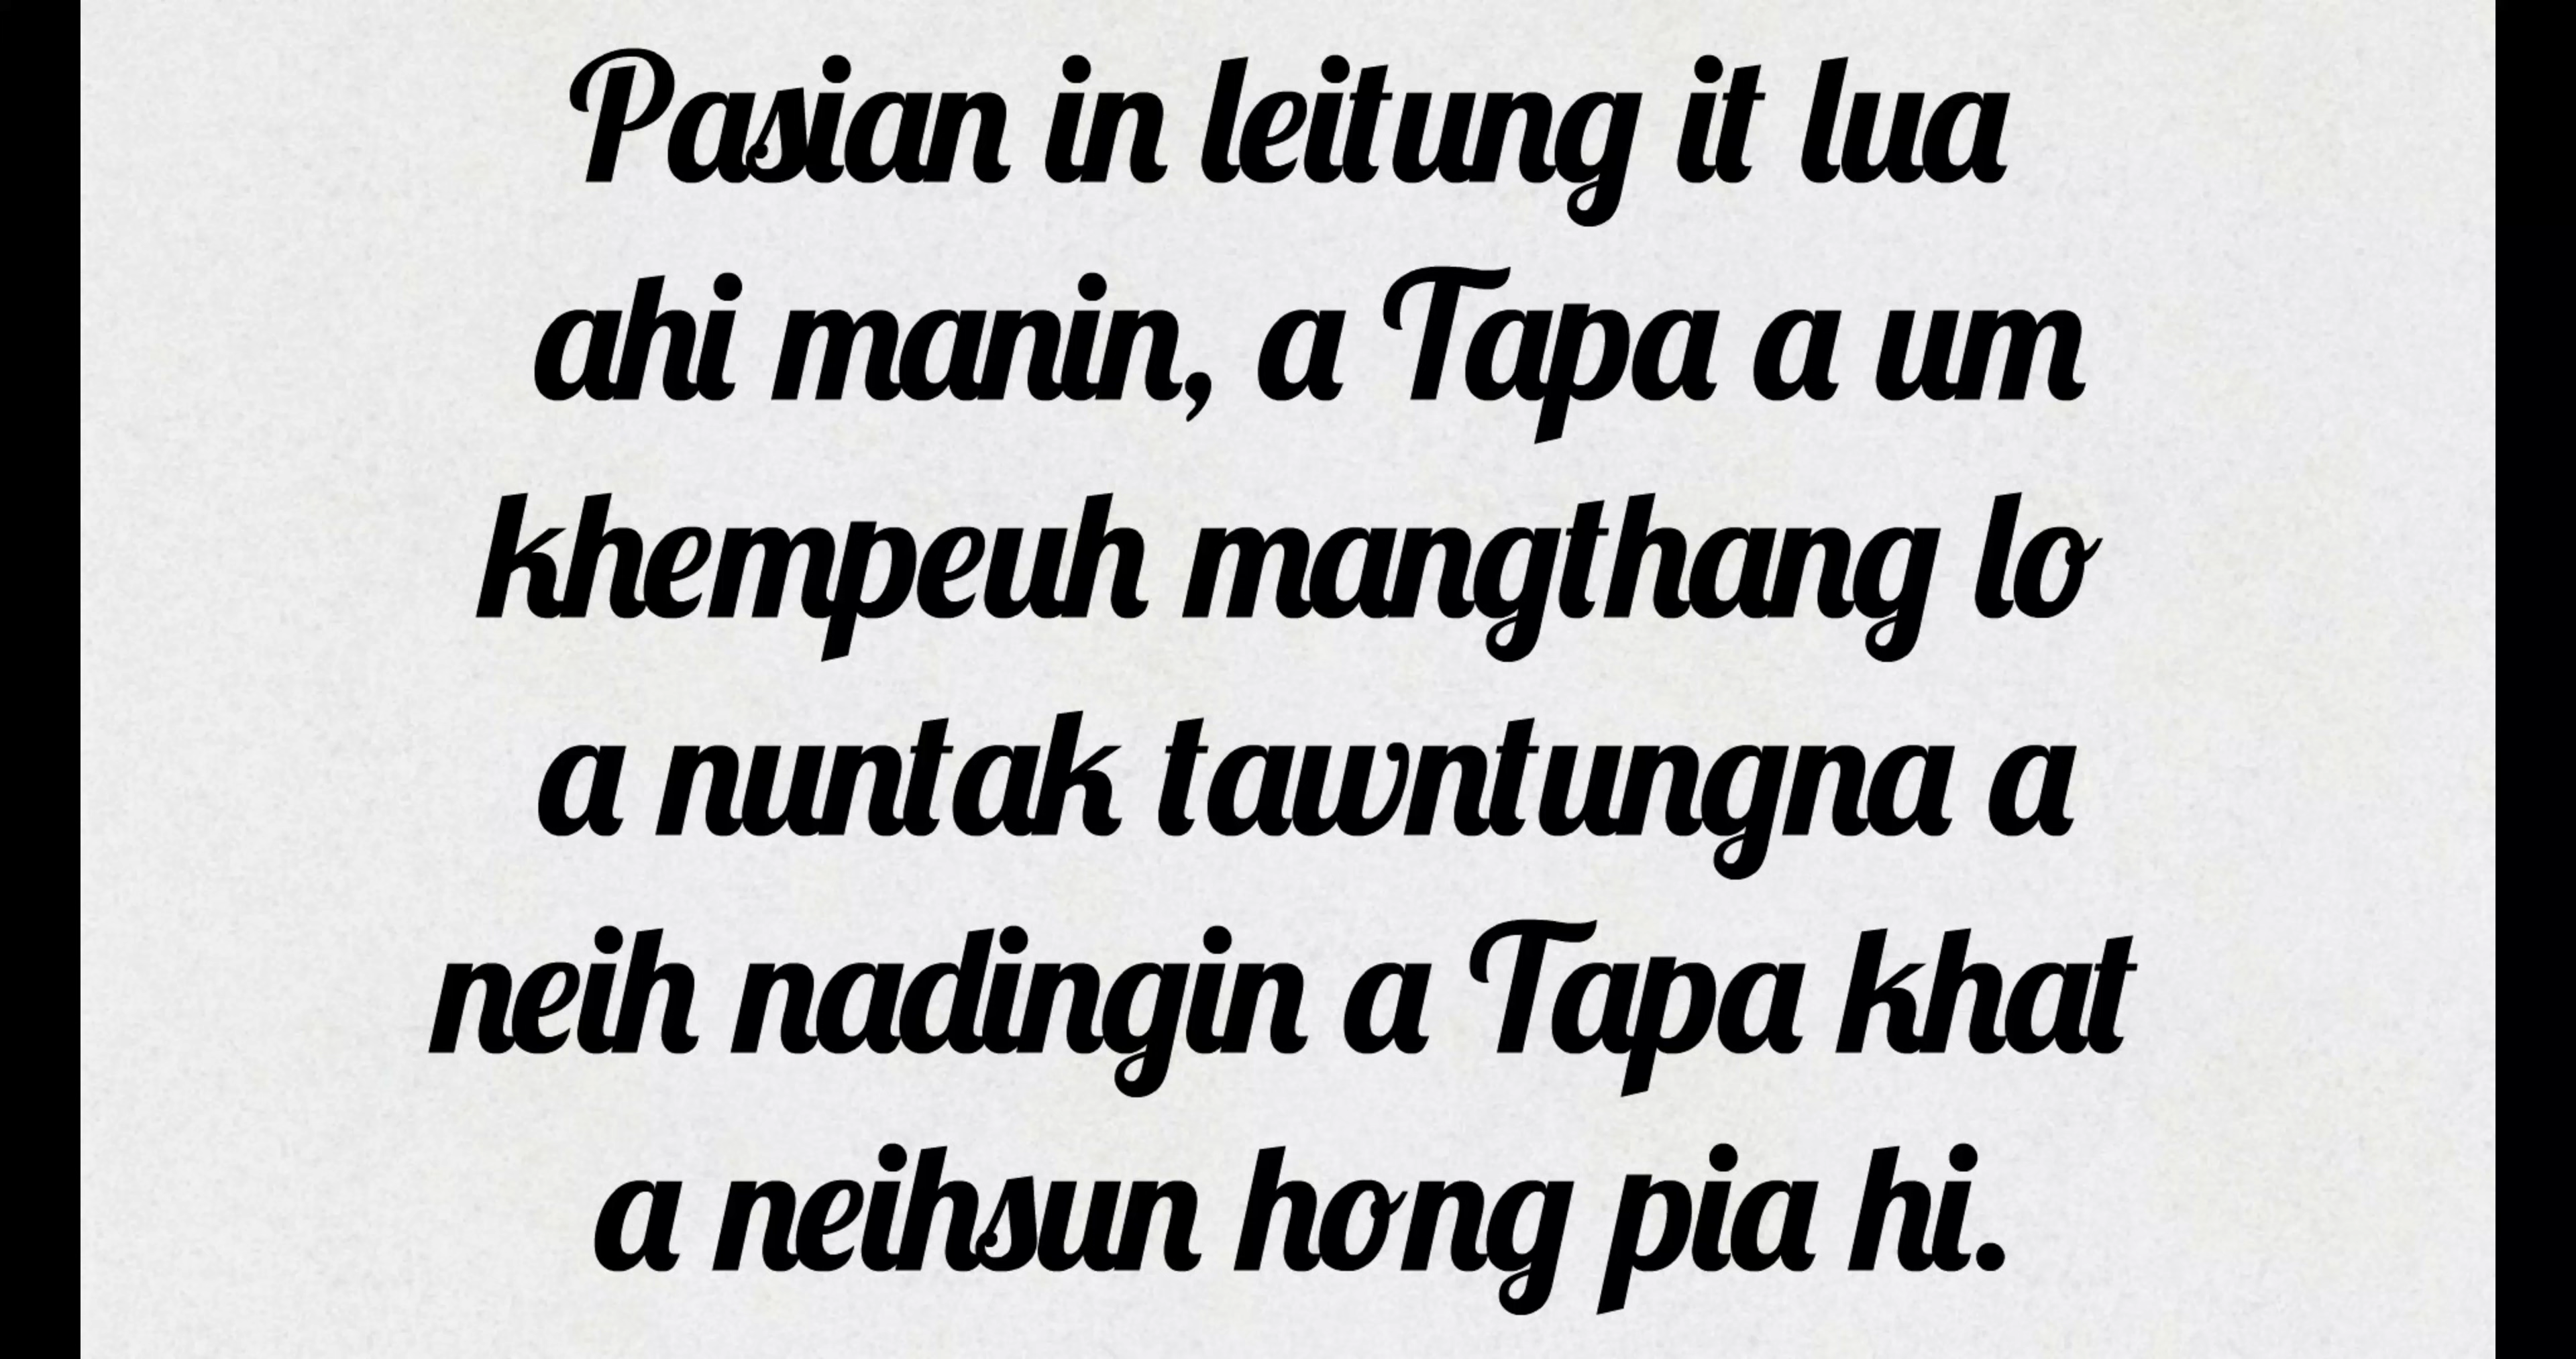 Pasian in leitung it lua
ahi manin, a Tapa a um
khempeuh mangthang lo
a nuntak tawntungna a
neih nadingin a Tapa khat
a neihsun hong pia hi.